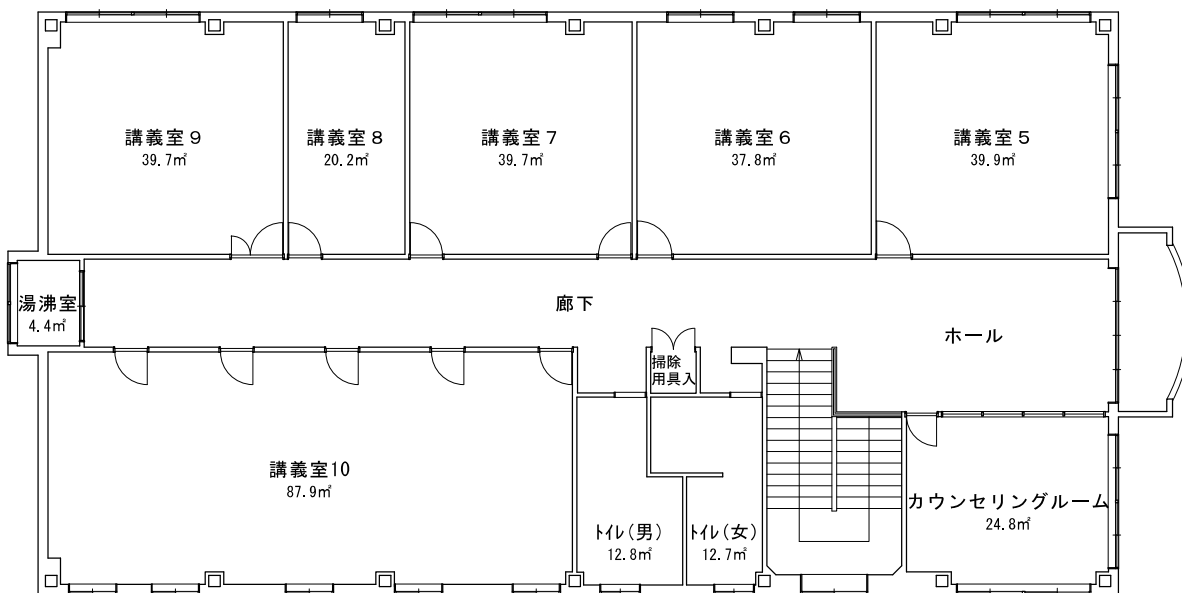 講義室９
39.7㎡
講義室８
20.2㎡
講義室７
39.7㎡
講義室６
37.8㎡
講義室５
39.9㎡
湯沸室
4.4㎡
廊下
ホール
掃除
用具入
講義室10
87.9㎡
ﾄｲﾚ(男)
12.8㎡
ﾄｲﾚ(女)
12.7㎡
カウンセリングルーム
24.8㎡